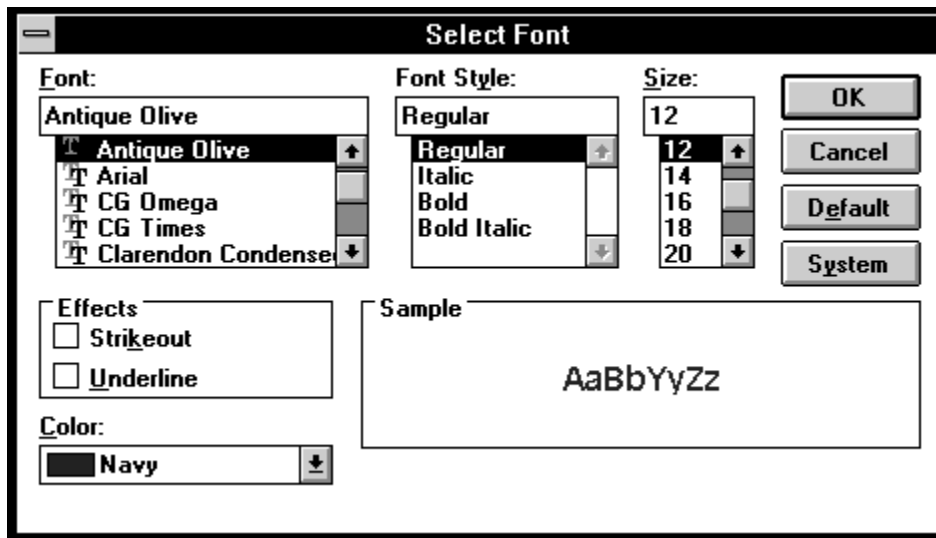 Select Font
Font:
Antique Olive
Antique Olive
Arial
CG Omega
CG Times
Clarendon Condensed
Font Style:
Regular
Regular
Italic
Bold
Bold Italic
Size:
12
12
14
16
18
20
OK
Cancel
Default
System
Effects
Strikeout
Underline
Color:
Navy
Sample
AaBbYyZz